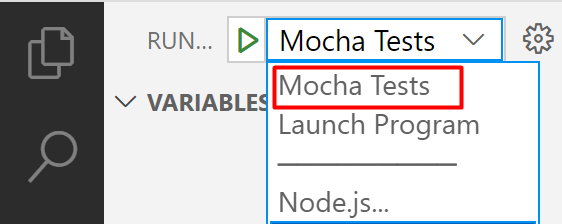 RUN... Mocha Tests
Mocha Tests
VARIABLES
Launch Program
Node.js...